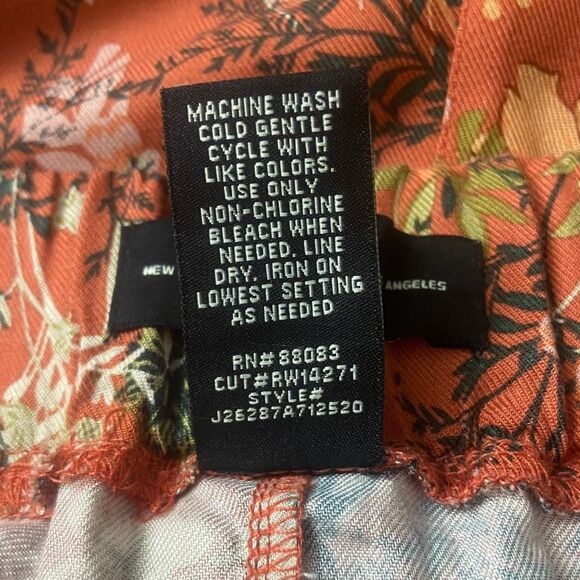 MACHINE WASH
COLD GENTLE
CYCLE WITH
LIKE COLORS.
USE ONLY
NON-CHLORINE
BLEACH WHEN
NEEDED. LINE
DRY. IRON ON
LOWEST SETTING
AS NEEDED
RN# 88083
CUT#RW14271
STYLE#
J26287A712520
NEW
ANGELES